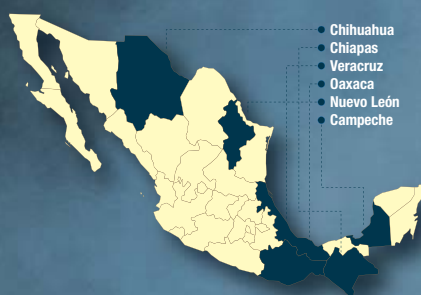 Chihuahua
Chiapas
Veracruz
Oaxaca
Nuevo León
Campeche